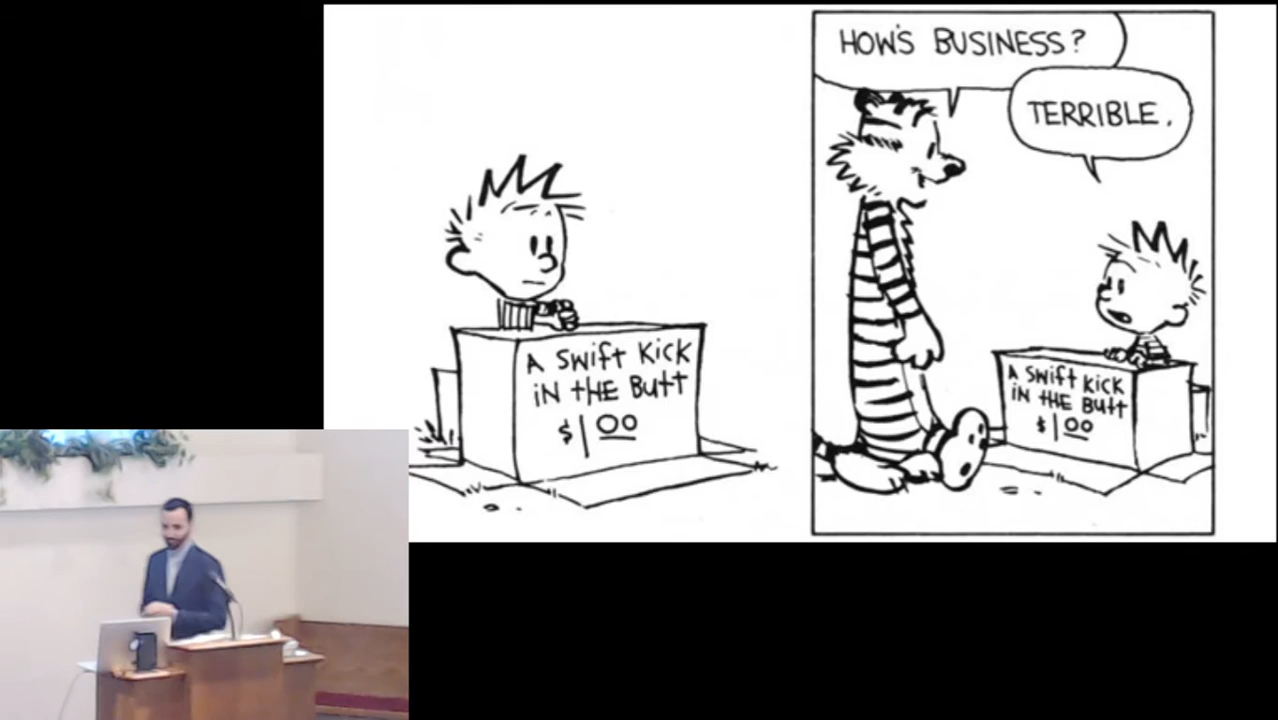 A SWift KicK
iN tHE Butt
$1.00
HOW'S BUSINESS?
TERRIBLE.
A SWift KicK
iN tHE Butt
$1.00